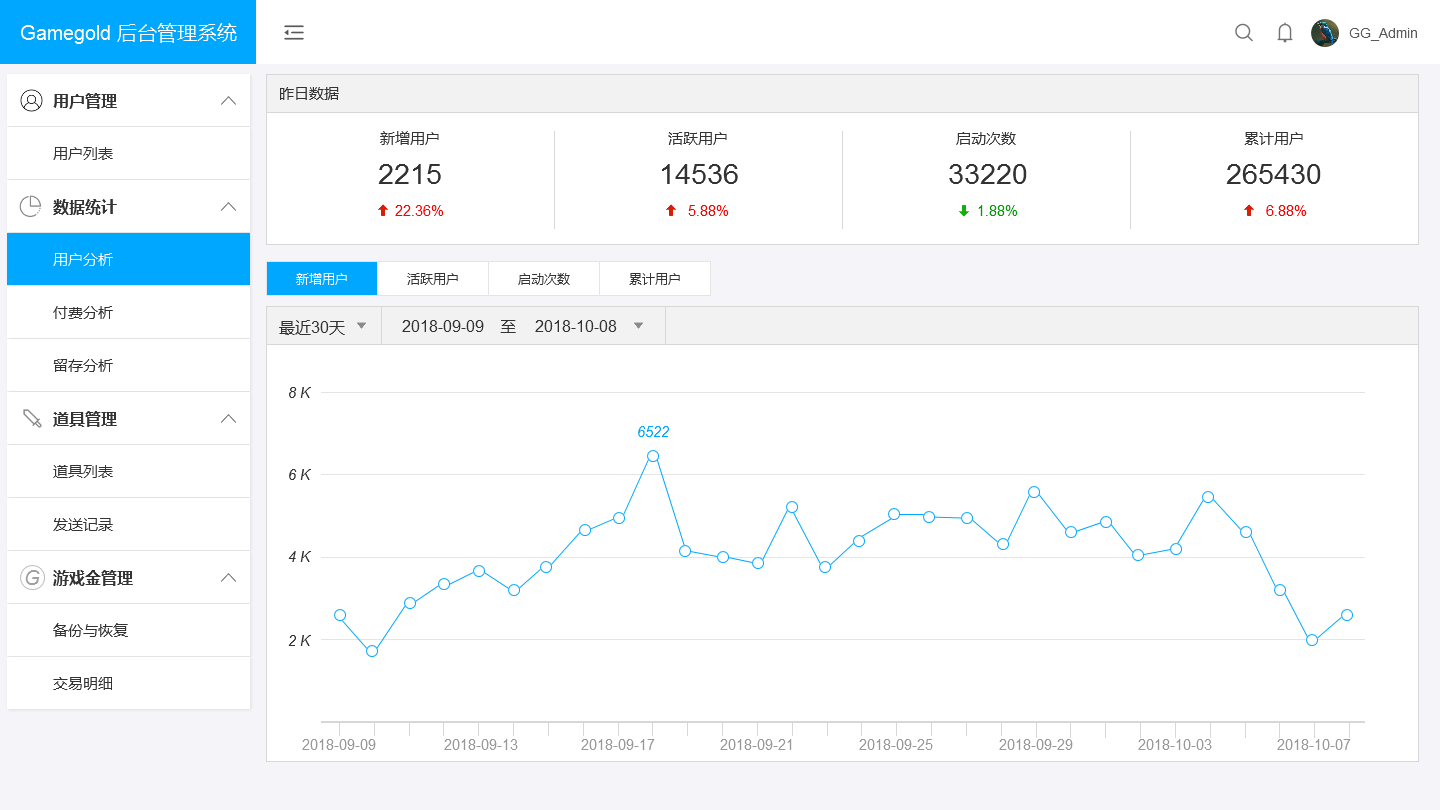 Gamegold 后台管理系统
GG_Admin
用户管理
用户列表
数据统计
用户分析
付费分析
留存分析
道具管理
道具列表
发送记录
G 游戏金管理
备份与恢复
交易明细
昨日数据
新增用户 活跃用户 启动次数 累计用户
2215 14536 33220 265430
22.36% 5.88% 1.88% 6.88%
新增用户 活跃用户 启动次数 累计用户
最近30天 2018-09-09 至 2018-10-08
8 K
6522
6 K
4 K
2 K
2018-09-09 2018-09-13 2018-09-17 2018-09-21 2018-09-25 2018-09-29 2018-10-03 2018-10-07